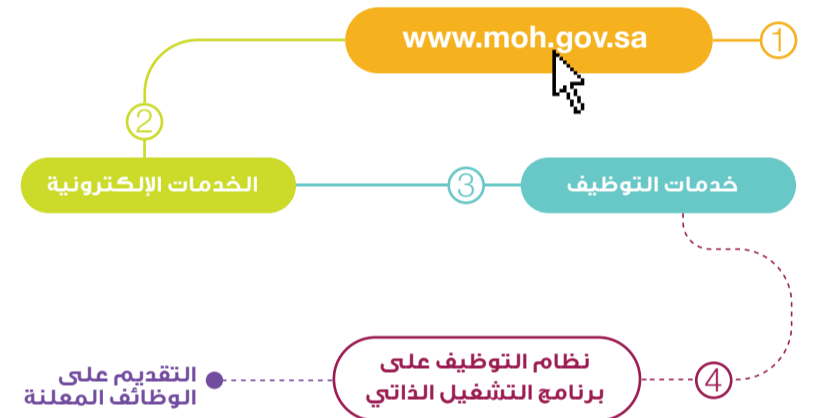 1
www.moh.gov.sa
2
الخدمات الإلكترونية
3
خدمات التوظيف
4
نظام التوظيف على
برنامج التشغيل الذاتي
التقديم على
الوظائف المعلنة